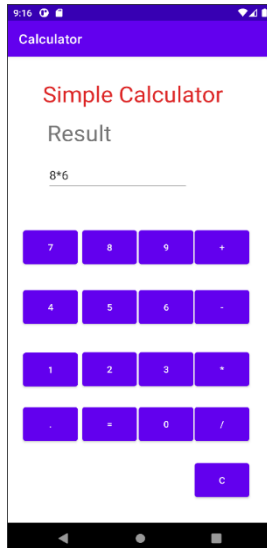 9:16
Calculator
Simple Calculator
Result
8*6
7 8 9 +
4 5 6 -
1 2 3 *
. = 0 /
C